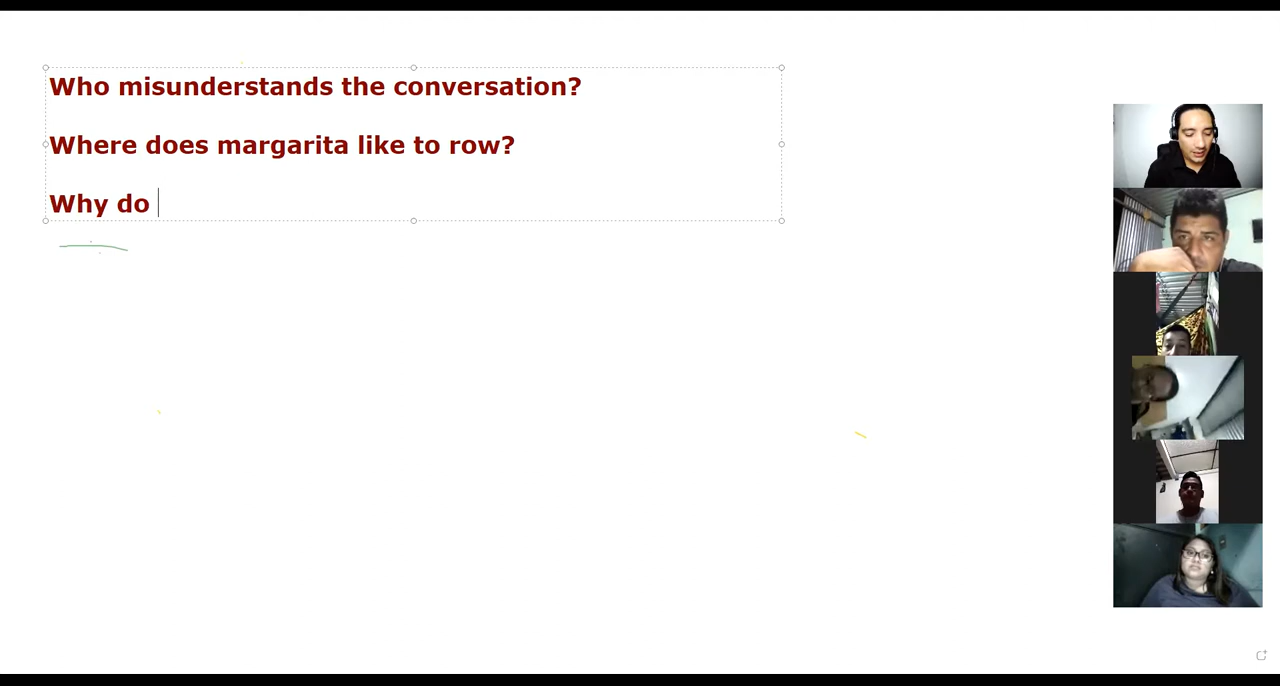 Who misunderstands the conversation?
Where does margarita like to row?
Why do